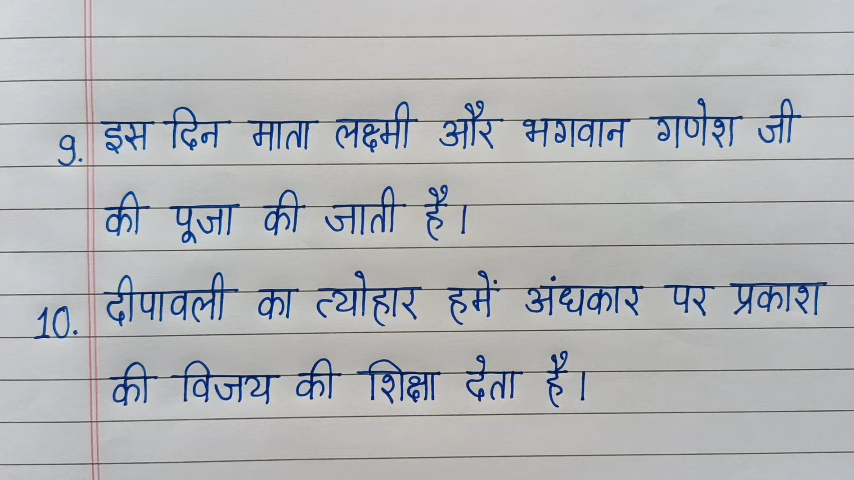 9. इस दिन माता लक्ष्मी और भगवान गणेश जी
की पूजा की जाती है।
10. दीपावली का त्योहार हमें अंधकार पर प्रकाश
की विजय की शिक्षा देता है।